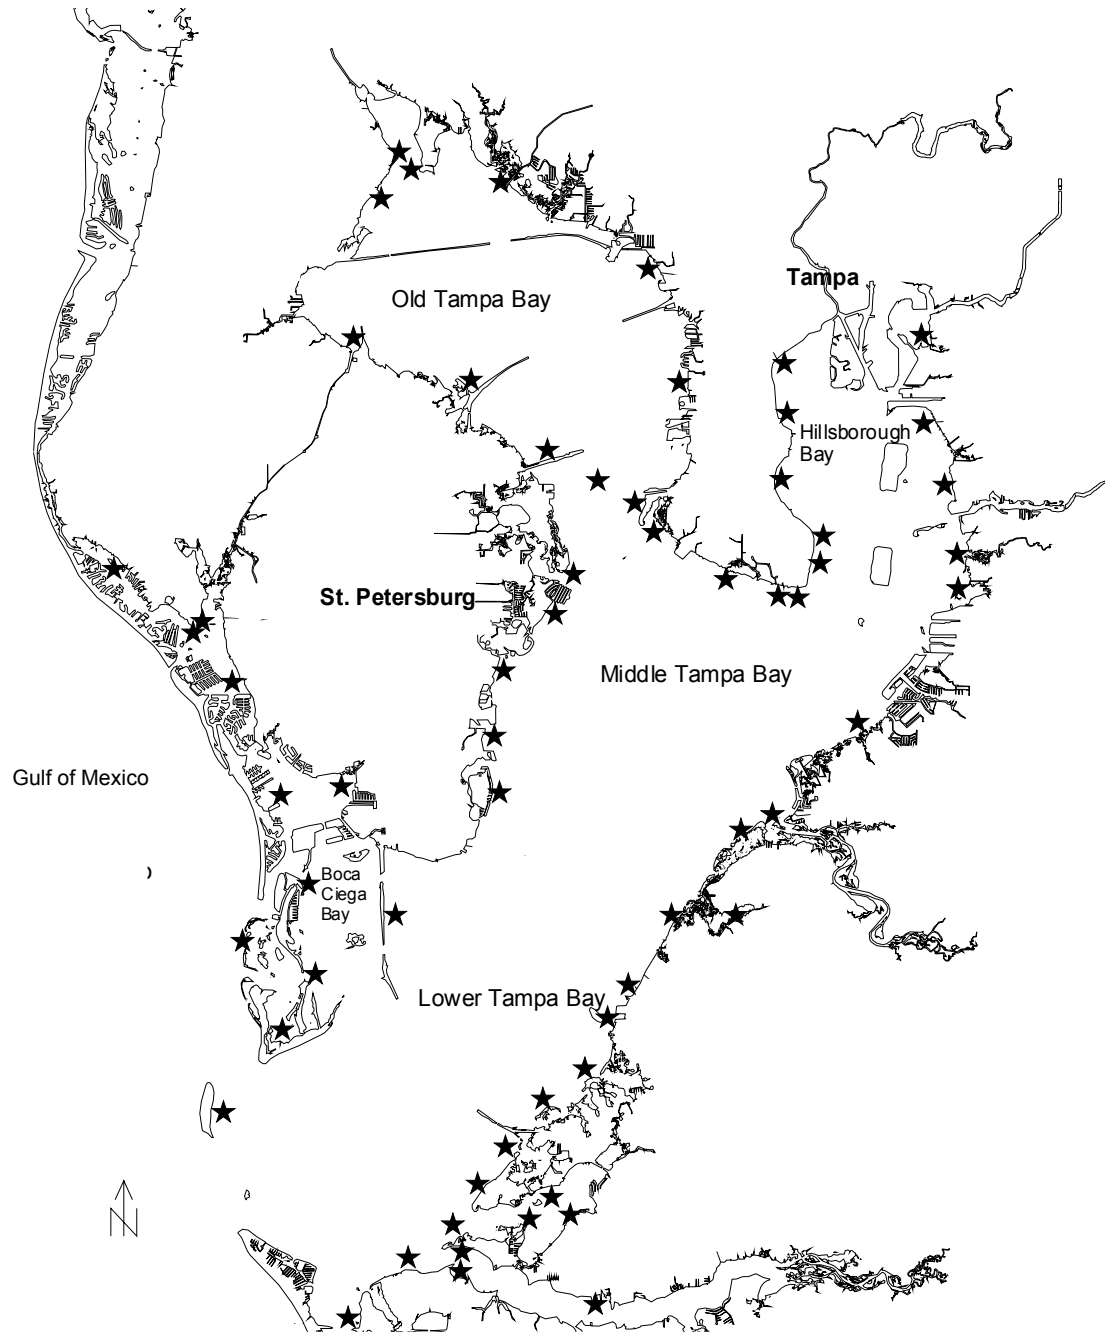 Tampa
Old Tampa Bay
Hillsborough
Bay
St. Petersburg
Middle Tampa Bay
Gulf of Mexico
Boca
Ciega
Bay
Lower Tampa Bay
N